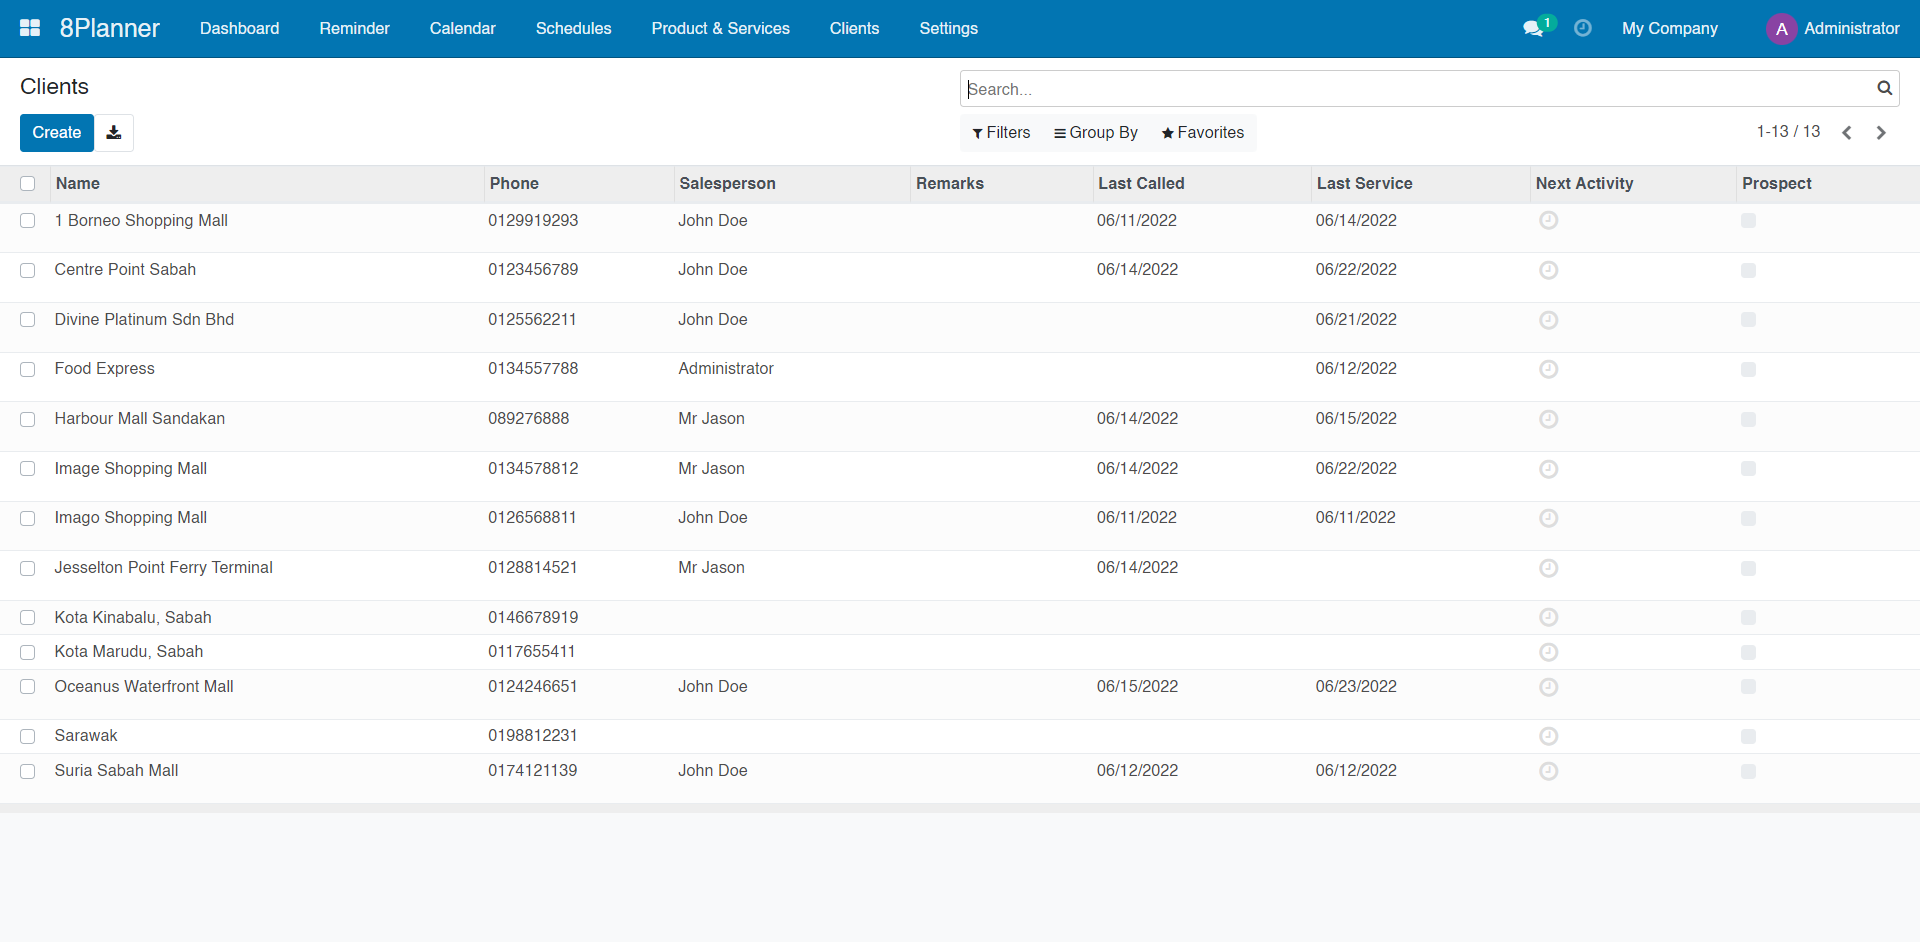 8Planner Dashboard Reminder Calendar Schedules Product & Services Clients Settings 1 My Company A Administrator
Clients Search...
Create Filters Group By Favorites 1-13 / 13
Name Phone Salesperson Remarks Last Called Last Service Next Activity Prospect
1 Borneo Shopping Mall 0129919293 John Doe 06/11/2022 06/14/2022
Centre Point Sabah 0123456789 John Doe 06/14/2022 06/22/2022
Divine Platinum Sdn Bhd 0125562211 John Doe 06/21/2022
Food Express 0134557788 Administrator 06/12/2022
Harbour Mall Sandakan 089276888 Mr Jason 06/14/2022 06/15/2022
Image Shopping Mall 0134578812 Mr Jason 06/14/2022 06/22/2022
Imago Shopping Mall 0126568811 John Doe 06/11/2022 06/11/2022
Jesselton Point Ferry Terminal 0128814521 Mr Jason 06/14/2022
Kota Kinabalu, Sabah 0146678919
Kota Marudu, Sabah 0117655411
Oceanus Waterfront Mall 0124246651 John Doe 06/15/2022 06/23/2022
Sarawak 0198812231
Suria Sabah Mall 0174121139 John Doe 06/12/2022 06/12/2022